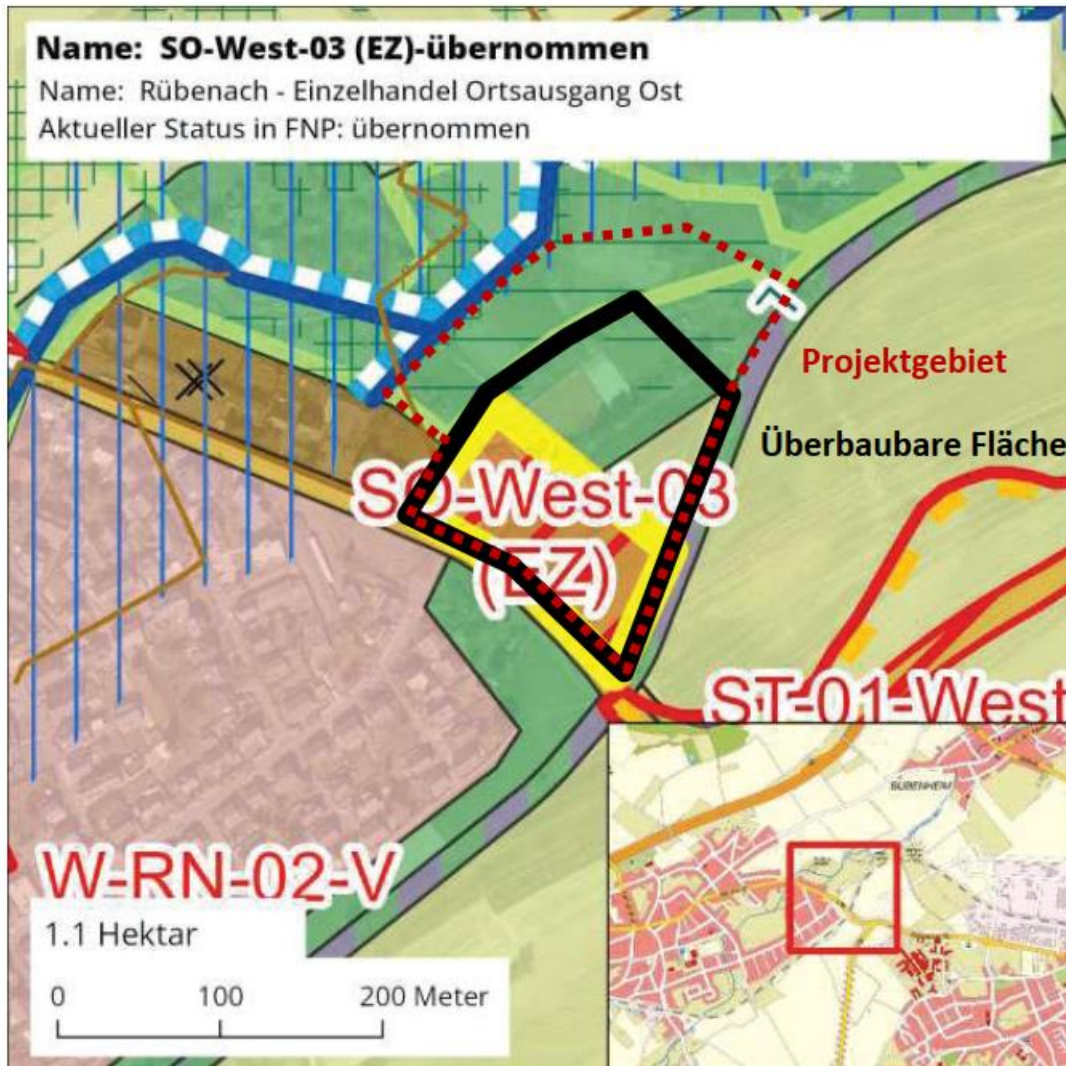 Name: SO-West-03 (EZ)-übernommen
Name: Rübenach - Einzelhandel Ortsausgang Ost
Aktueller Status in FNP: übernommen
Projektgebiet
Überbaubare Fläche
SO-West-03
(EZ)
ST-01-West
BUBENHEIM
W-RN-02-V
1.1 Hektar
0 100 200 Meter